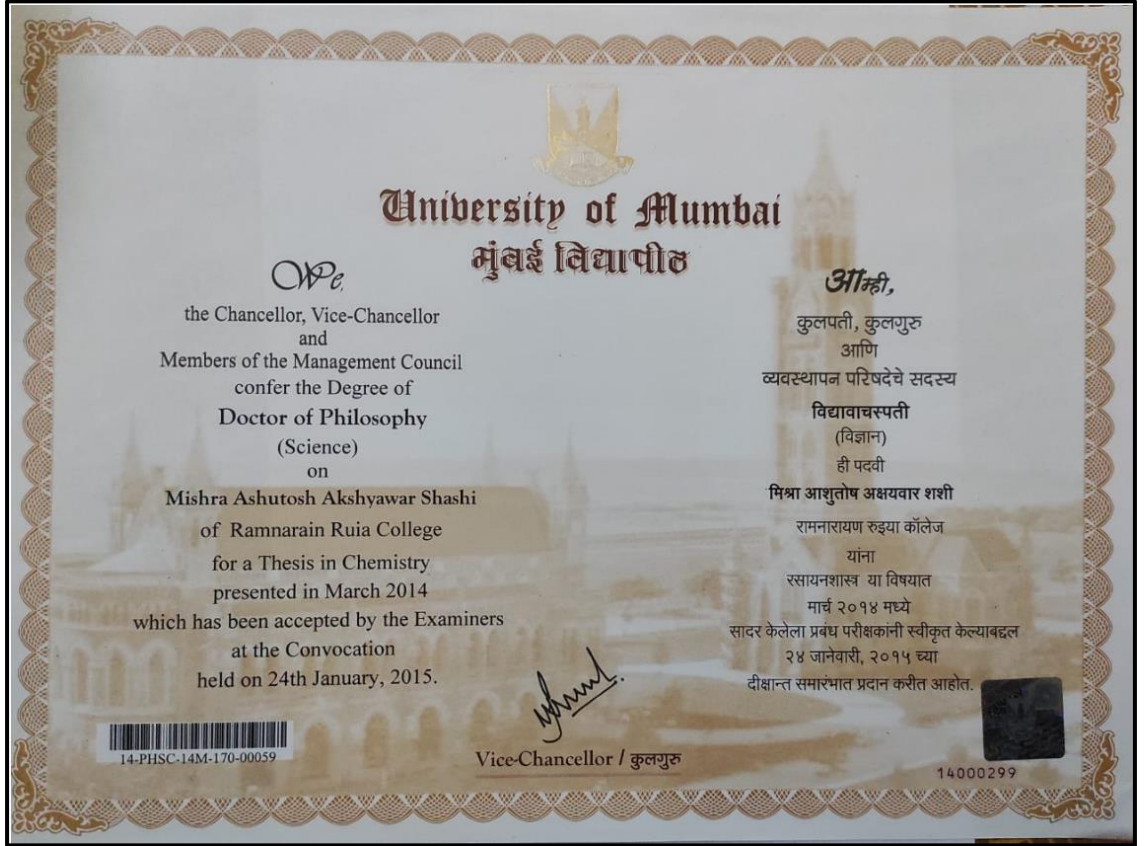 University of Mumbai
मुंबई विद्यापीठ
We,
the Chancellor, Vice-Chancellor
and
Members of the Management Council
confer the Degree of
Doctor of Philosophy
(Science)
on
Mishra Ashutosh Akshyawar Shashi
of Ramnarain Ruia College
for a Thesis in Chemistry
presented in March 2014
which has been accepted by the Examiners
at the Convocation
held on 24th January, 2015.
आम्ही,
कुलपती, कुलगुरु
आणि
व्यवस्थापन परिषदेचे सदस्य
विद्यावाचस्पती
(विज्ञान)
ही पदवी
मिश्रा आशुतोष अक्षयवार शशी
रामनारायण रुइया कॉलेज
यांना
रसायनशास्त्र या विषयात
मार्च २०१४ मध्ये
सादर केलेला प्रबंध परीक्षकांनी स्वीकृत केल्याबद्दल
२४ जानेवारी, २०१५ च्या
दीक्षान्त समारंभात प्रदान करीत आहोत.
14-PHSC-14M-170-00059
Vice-Chancellor / कुलगुरु
14000299